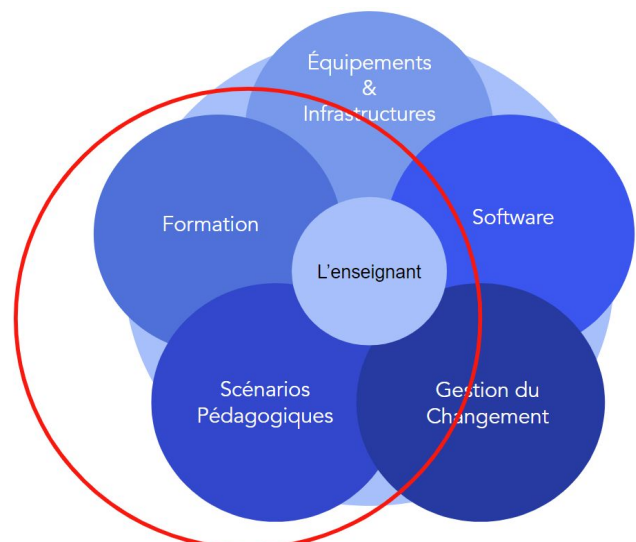 Équipements
&
Infrastructures
Formation
Software
L'enseignant
Scénarios
Pédagogiques
Gestion du
Changement